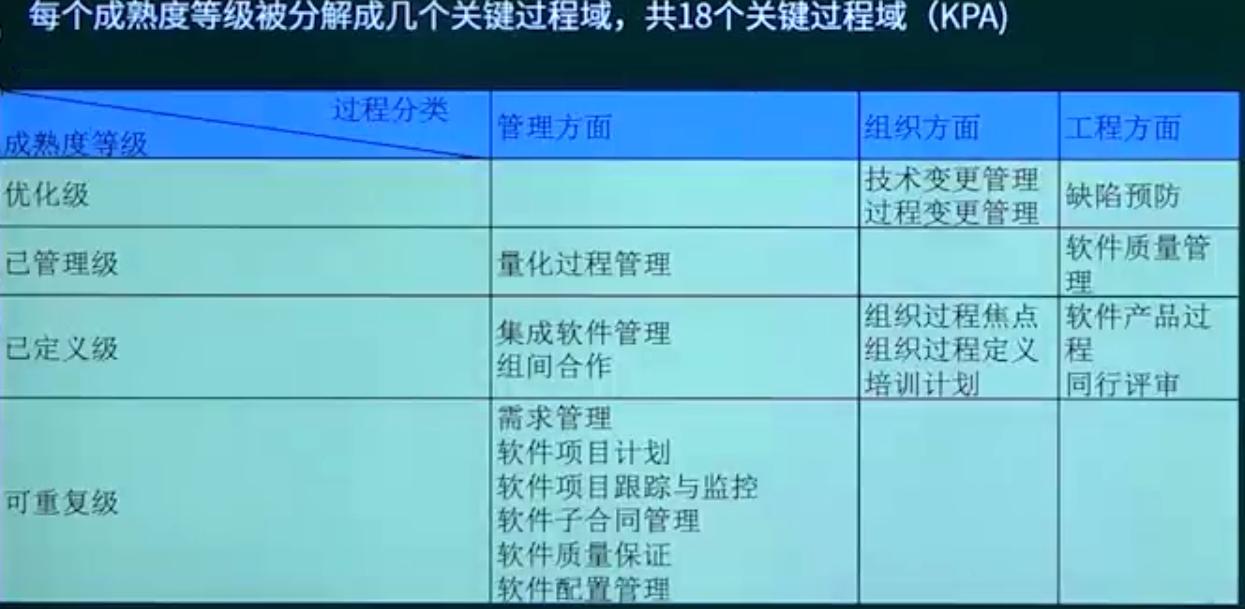 每个成熟度等级被分解成几个关键过程域，共18个关键过程域（KPA)
过程分类
成熟度等级
管理方面
组织方面
工程方面
优化级
技术变更管理
过程变更管理
缺陷预防
已管理级
量化过程管理
软件质量管
理
已定义级
集成软件管理
组间合作
组织过程焦点
组织过程定义
培训计划
软件产品过
程
同行评审
可重复级
需求管理
软件项目计划
软件项目跟踪与监控
软件子合同管理
软件质量保证
软件配置管理